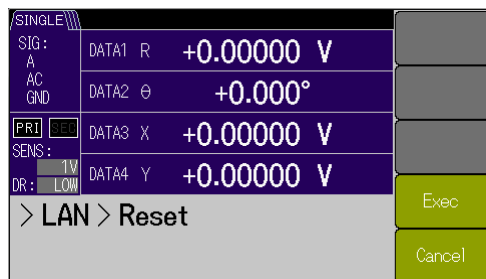 SINGLE
SIG:
A
AC
GND
PRI SEC
SENS:
1V
DR: LOW
DATA1 R +0.00000 V
DATA2 θ +0.000°
DATA3 X +0.00000 V
DATA4 Y +0.00000 V
> LAN > Reset
Exec
Cancel